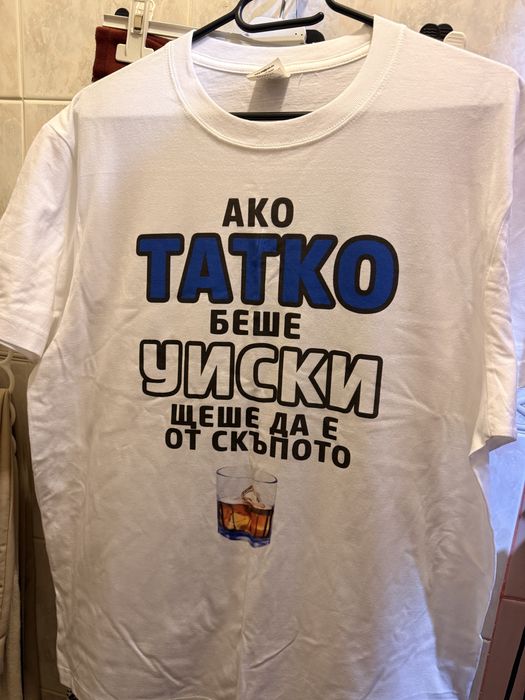 АКО
ТАТКО
БЕШЕ
УИСКИ
ЩЕШЕ ДА Е
ОТ СКЪПОТО